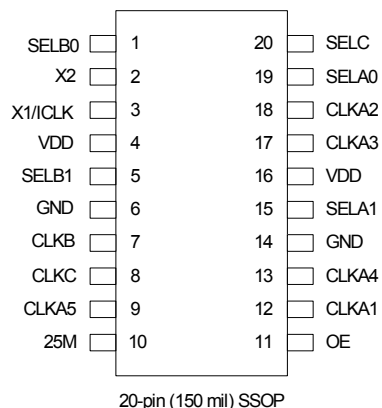 SELB0 1 20 SELC
X2 2 19 SELA0
X1/ICLK 3 18 CLKA2
VDD 4 17 CLKA3
SELB1 5 16 VDD
GND 6 15 SELA1
CLKB 7 14 GND
CLKC 8 13 CLKA4
CLKA5 9 12 CLKA1
25M 10 11 OE
20-pin (150 mil) SSOP